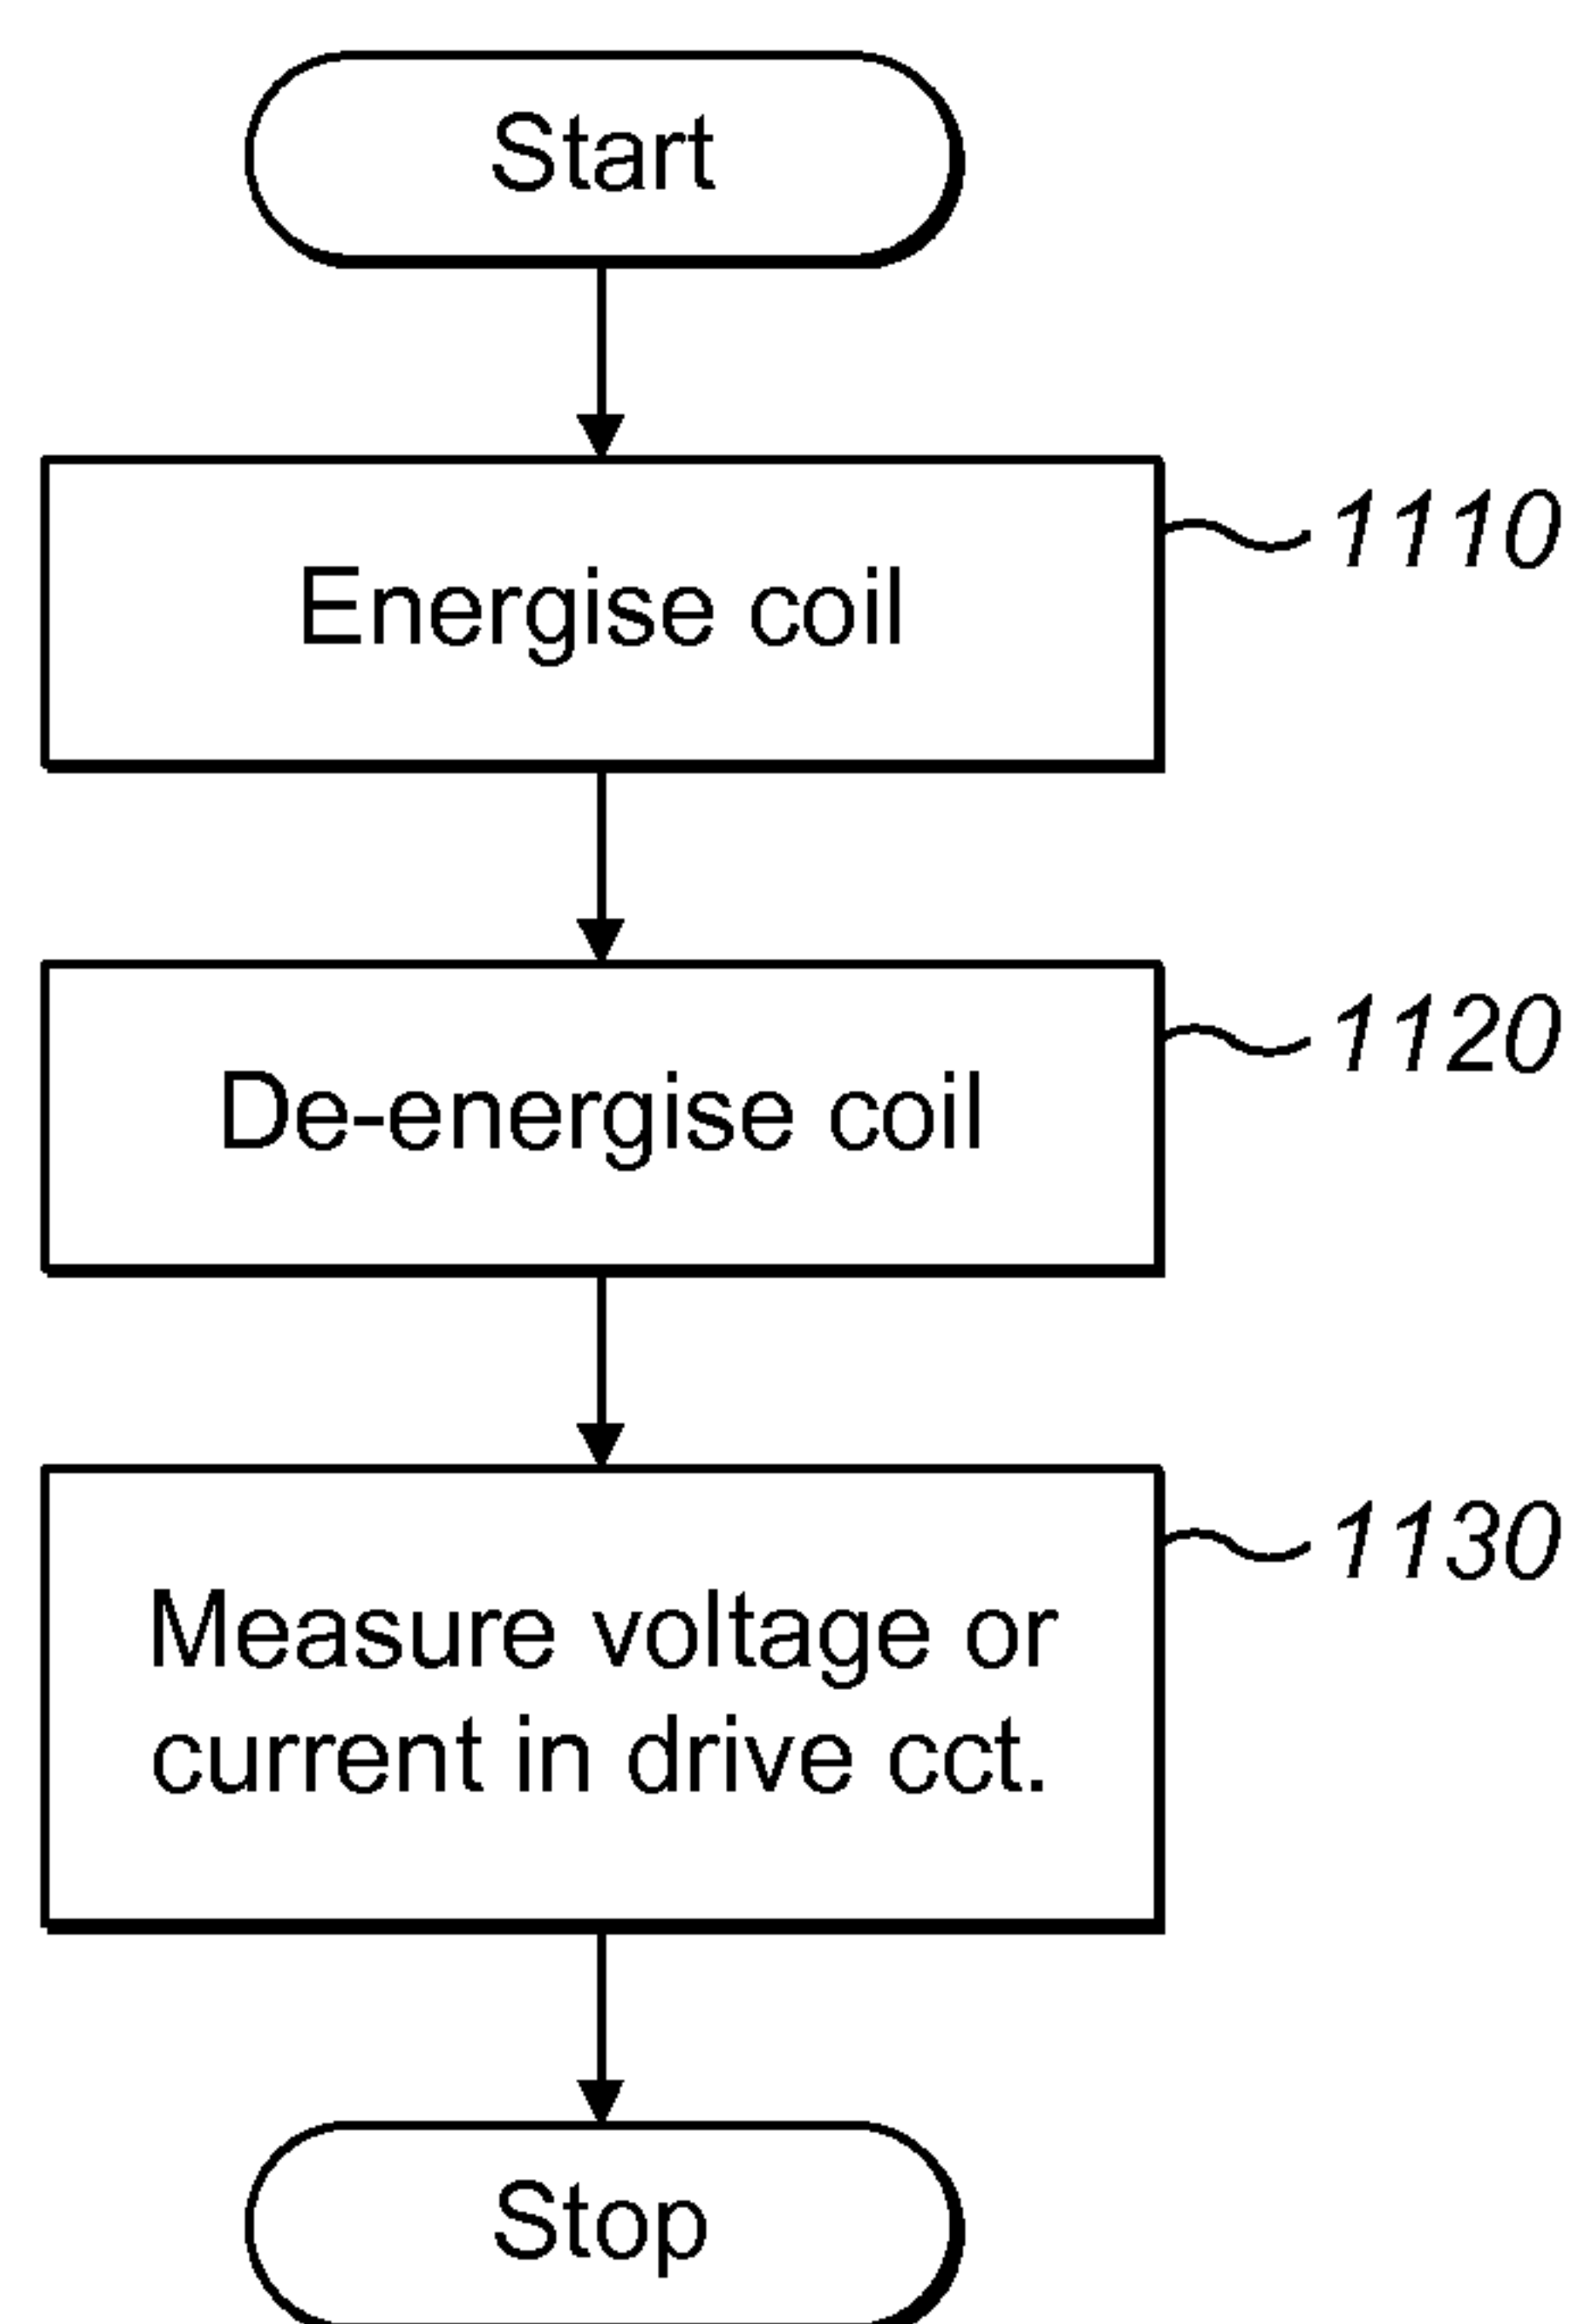 Start
Energise coil
1110
De-energise coil
1120
Measure voltage or
current in drive cct.
1130
Stop